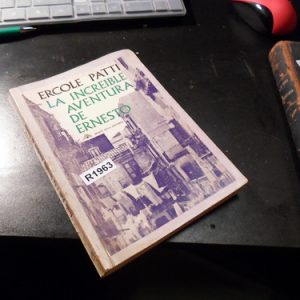 ERCOLE PATTI
LA INCREIBLE
AVENTURA
DE
ERNESTO
R1963